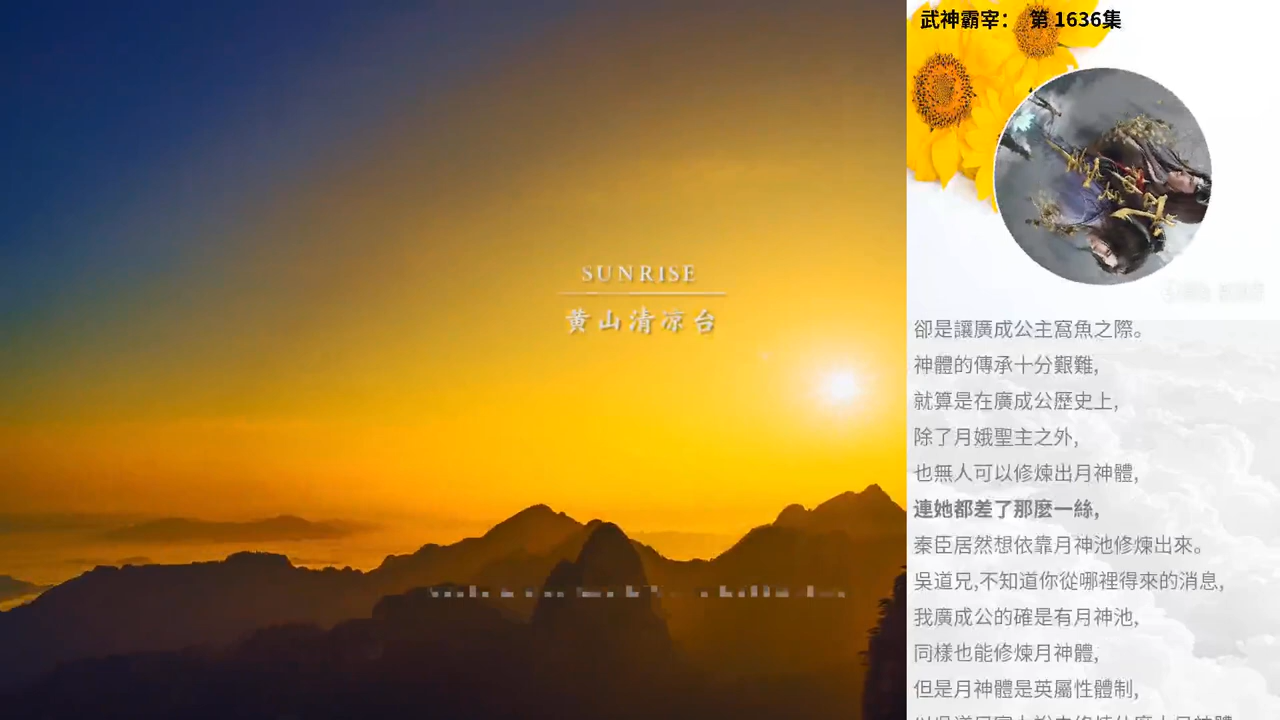 SUNRISE
黄山清凉台
武神霸宰： 第 1636集
卻是讓廣成公主窩魚之際。
神體的傳承十分艱難,
就算是在廣成公歷史上,
除了月娥聖主之外,
也無人可以修煉出月神體,
連她都差了那麼一絲,
秦臣居然想依靠月神池修煉出來。
吳道兄,不知道你從哪裡得來的消息,
我廣成公的確是有月神池,
同樣也能修煉月神體,
但是月神體是英屬性體制,